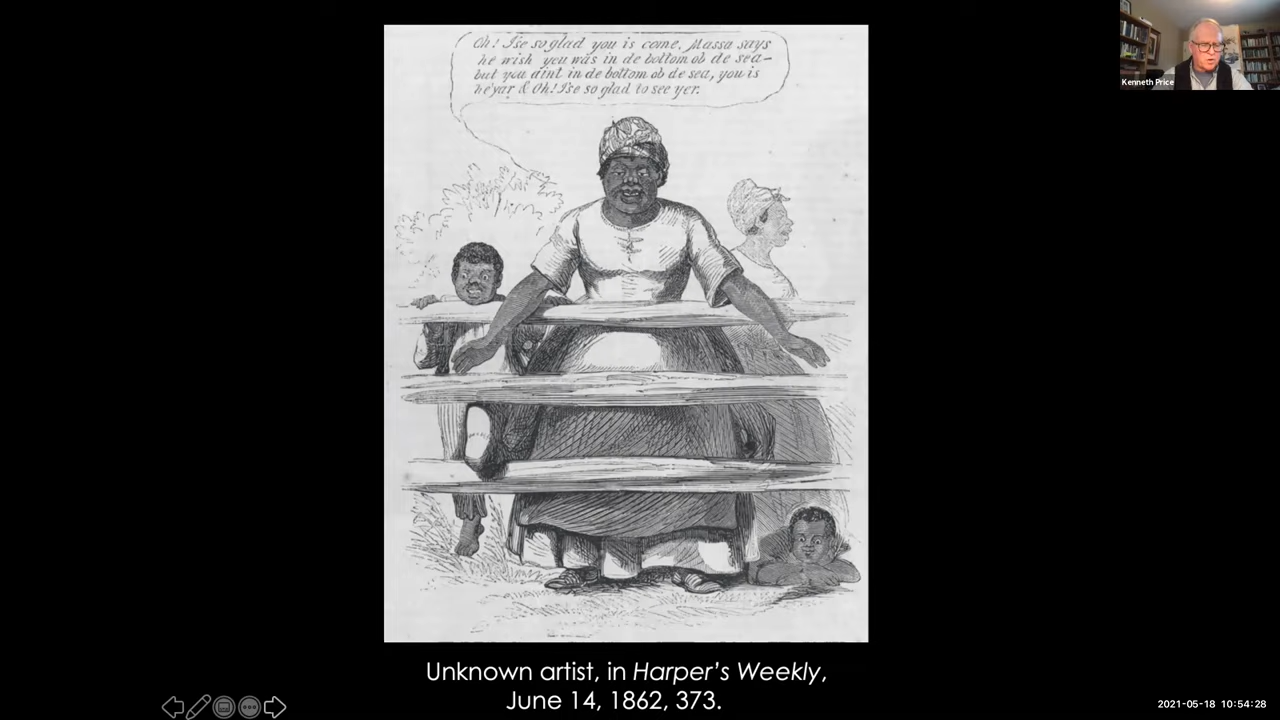 Oh! I'se so glad you is come. Massa says
he wish you was in de bottom ob de sea—
but you aint in de bottom ob de sea, you is
he'yar & Oh! I'se so glad to see yer.
Kenneth Price
Unknown artist, in Harper's Weekly,
June 14, 1862, 373.
2021-05-18 10:54:28